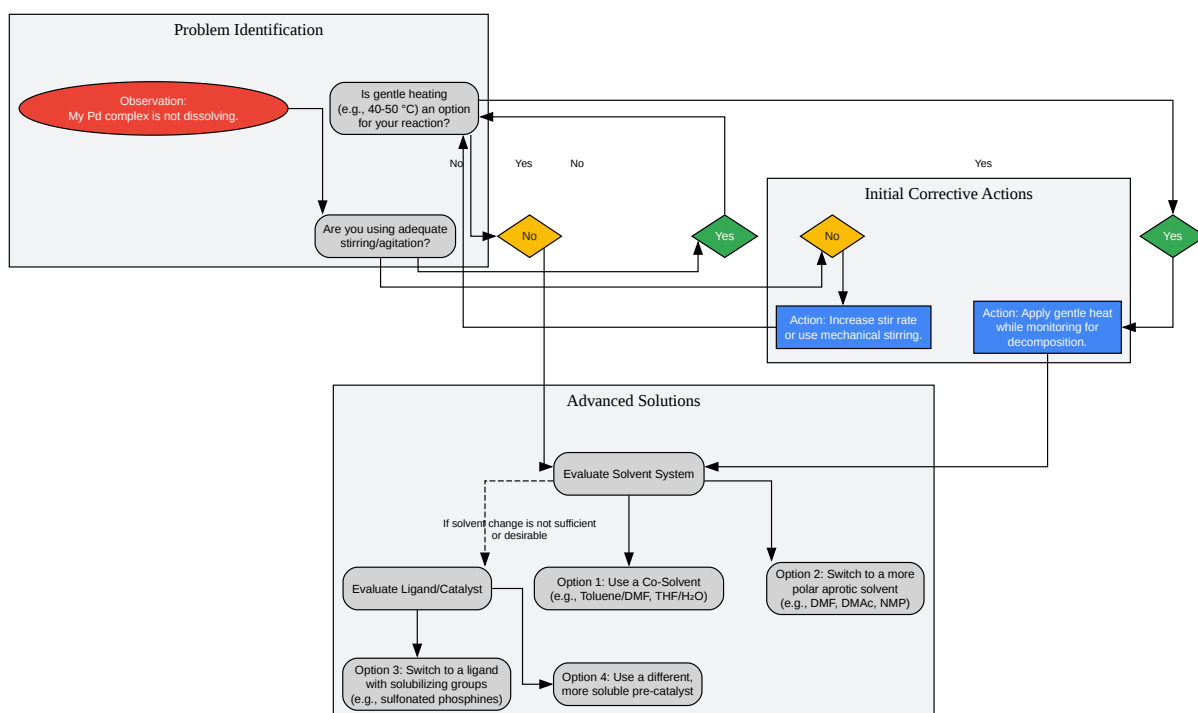 Problem Identification
Observation:
My Pd complex is not dissolving.
Is gentle heating
(e.g., 40-50 °C) an option
for your reaction?
No
Yes
No
Yes
Initial Corrective Actions
Are you using adequate
stirring/agitation?
No
Yes
No
Yes
Action: Increase stir rate
or use mechanical stirring.
Action: Apply gentle heat
while monitoring for
decomposition.
Advanced Solutions
Evaluate Solvent System
If solvent change is not sufficient
or desirable
Evaluate Ligand/Catalyst
Option 1: Use a Co-Solvent
(e.g., Toluene/DMF, THF/H₂O)
Option 2: Switch to a more
polar aprotic solvent
(e.g., DMF, DMAc, NMP)
Option 3: Switch to a ligand
with solubilizing groups
(e.g., sulfonated phosphines)
Option 4: Use a different,
more soluble pre-catalyst